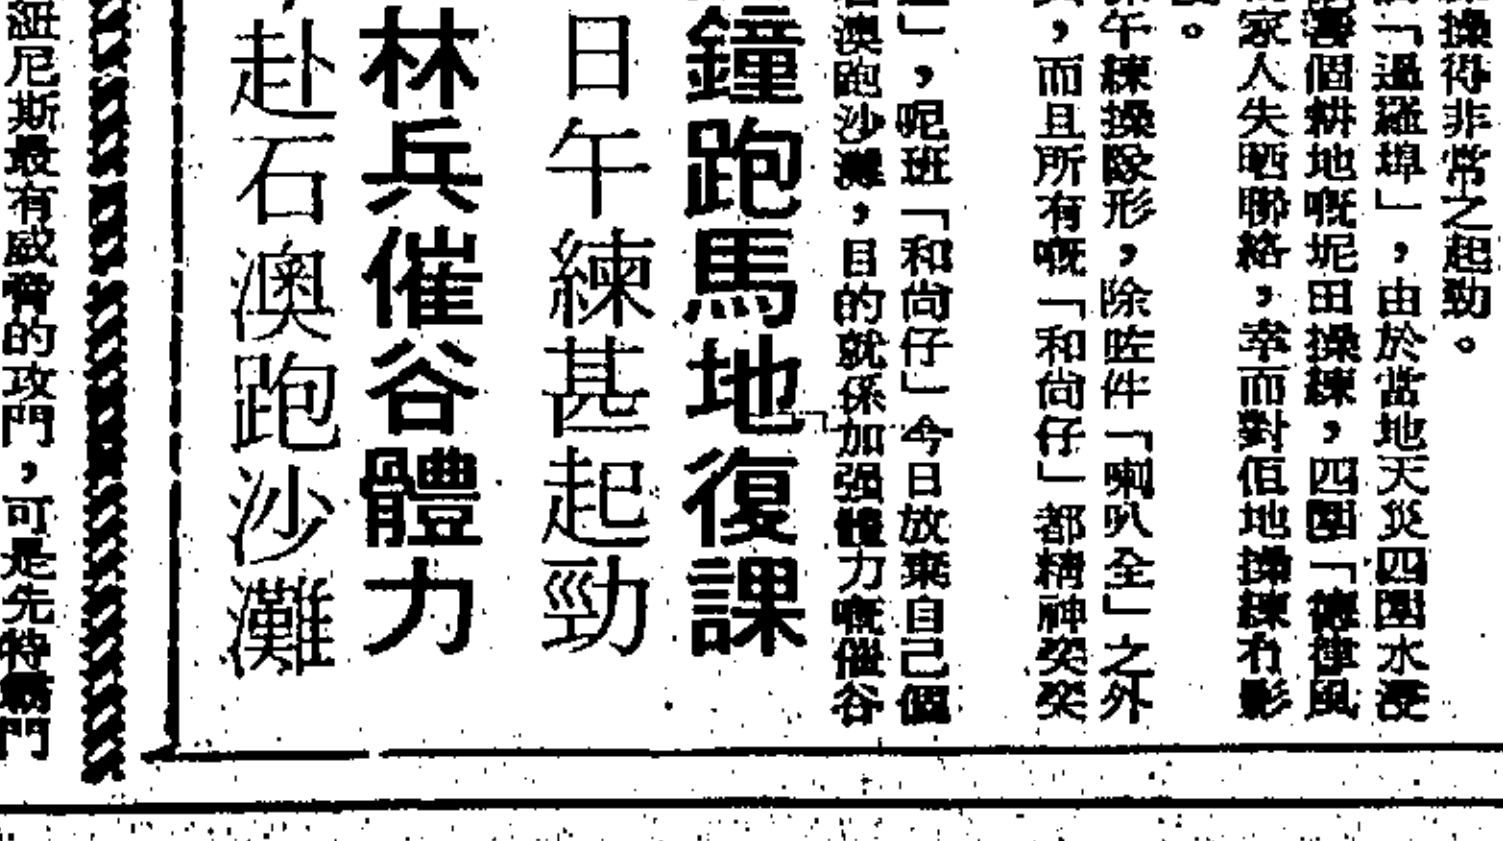 操得非常之起勁。
「過羅埠」，由於當地天災四圍水浸
害個耕地嘅坭田操練，四圍「德律風
家人失晒聯絡，幸而對佢地操練冇影
。
午練操隊形，除咗件「喇叭全」之外
，而且所有嘅「和尚仔」都精神奕奕
」，呢班「和尚仔」今日放棄自己個
澳跑沙灘，目的就係加强體力嘅催谷
鐘跑馬地復課
日午練甚起勁
林兵催谷體力
赴石澳跑沙灘
尼斯最有威脅的攻門，可是先特霸門